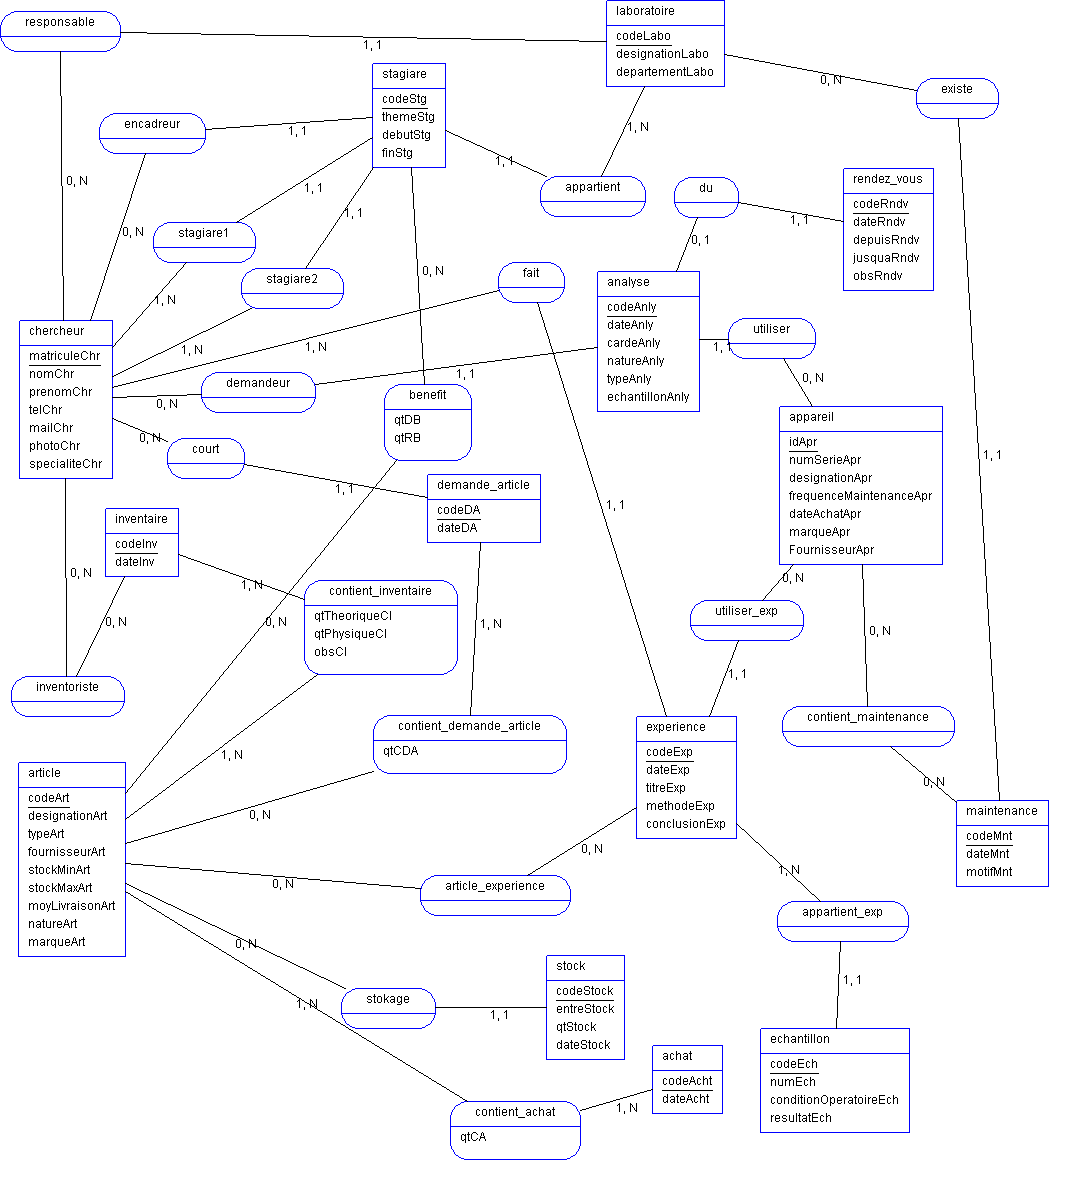 responsable
laboratoire
codeLabo
designationLabo
departementLabo
1, 1
0, N
existe
stagiare
codeStg
themeStg
debutStg
finStg
encadreur
1, 1
1, N
1, 1
appartient
0, N
du
rendez_vous
codeRndv
dateRndv
depuisRndv
jusquaRndv
obsRndv
1, 1
0, 1
1, 1
stagiare1
1, 1
0, N
stagiare2
1, N
0, N
fait
analyse
codeAnly
dateAnly
cardeAnly
natureAnly
typeAnly
echantillonAnly
utiliser
1, 1
0, N
chercheur
matriculeChr
nomChr
prenomChr
telChr
mailChr
photoChr
specialiteChr
1, N
1, N
demandeur
1, 1
0, N
benefit
qtDB
qtRB
court
0, N
1, 1
appareil
idApr
numSerieApr
designationApr
frequenceMaintenanceApr
dateAchatApr
marqueApr
FournisseurApr
1, 1
demande_article
codeDA
dateDA
1, 1
inventaire
codeInv
dateInv
0, N
1, N
0, N
contient_inventaire
qtTheoriqueCI
qtPhysiqueCI
obsCI
0, N
1, N
0, N
utiliser_exp
0, N
1, 1
inventoriste
contient_demande_article
qtCDA
contient_maintenance
0, N
1, N
article
codeArt
designationArt
typeArt
fournisseurArt
stockMinArt
stockMaxArt
moyLivraisonArt
natureArt
marqueArt
0, N
experience
codeExp
dateExp
titreExp
methodeExp
conclusionExp
maintenance
codeMnt
dateMnt
motifMnt
0, N
0, N
article_experience
1, N
appartient_exp
0, N
stokage
1, 1
stock
codeStock
entreStock
qtStock
dateStock
1, 1
1, N
echantillon
codeEch
numEch
conditionOperatoireEch
resultatEch
achat
codeAcht
dateAcht
1, N
contient_achat
qtCA